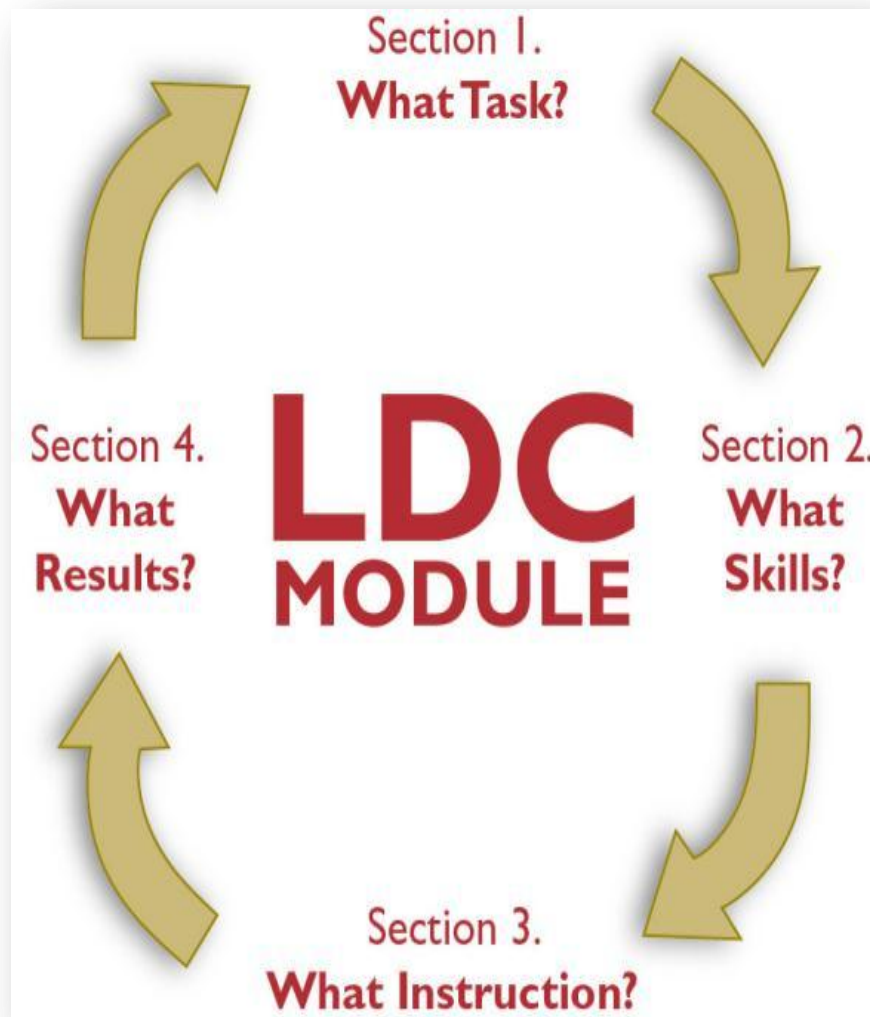 Section 1.
What Task?
Section 2.
What
Skills?
Section 3.
What Instruction?
Section 4.
What
Results?
LDC
MODULE